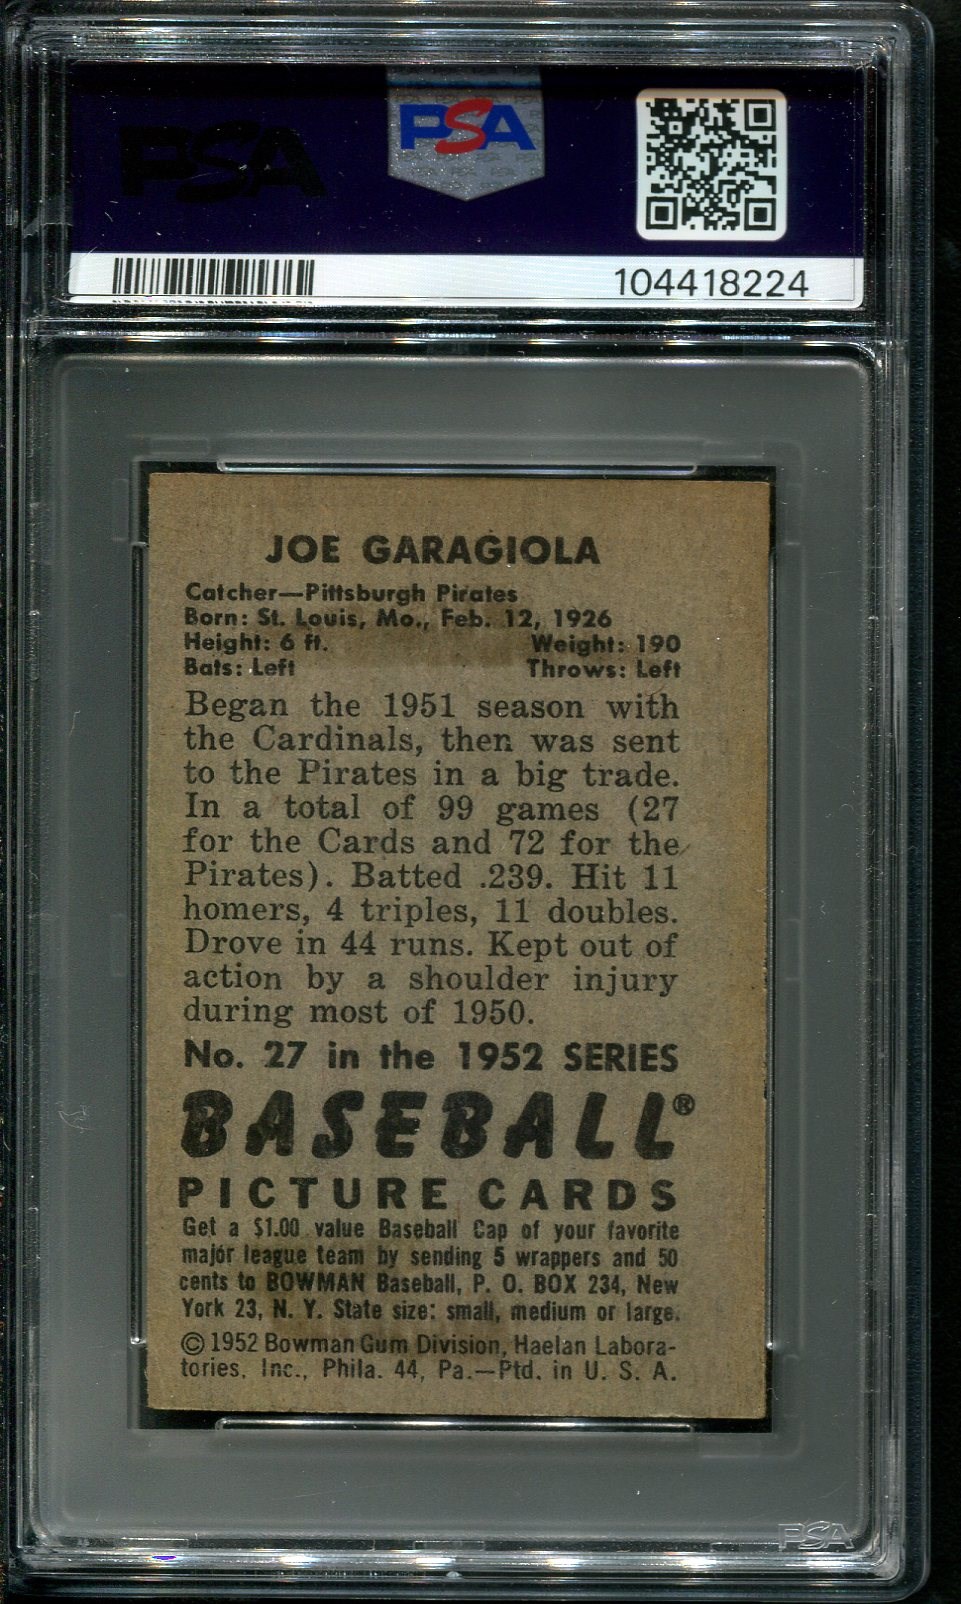 PSA
PSA
104418224
JOE GARAGIOLA
Catcher—Pittsburgh Pirates
Born: St. Louis, Mo., Feb. 12, 1926
Height: 6 ft. Weight: 190
Bats: Left Throws: Left
Began the 1951 season with
the Cardinals, then was sent
to the Pirates in a big trade.
In a total of 99 games (27
for the Cards and 72 for the
Pirates). Batted .239. Hit 11
homers, 4 triples, 11 doubles.
Drove in 44 runs. Kept out of
action by a shoulder injury
during most of 1950.
No. 27 in the 1952 SERIES
BASEBALL®
PICTURE CARDS
Get a $1.00 value Baseball Cap of your favorite
major league team by sending 5 wrappers and 50
cents to BOWMAN Baseball, P. O. BOX 234, New
York 23, N. Y. State size: small, medium or large.
© 1952 Bowman Gum Division, Haelan Labora-
tories, Inc., Phila. 44, Pa.—Ptd. in U. S. A.
PSA